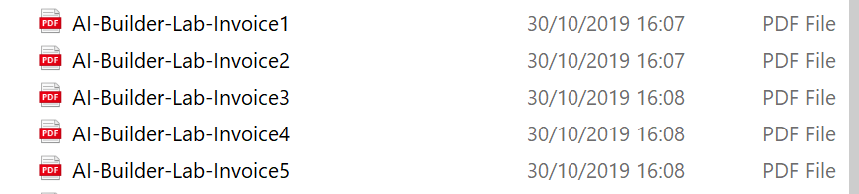 PDF AI-Builder-Lab-Invoice1 30/10/2019 16:07 PDF File
PDF AI-Builder-Lab-Invoice2 30/10/2019 16:07 PDF File
PDF AI-Builder-Lab-Invoice3 30/10/2019 16:08 PDF File
PDF AI-Builder-Lab-Invoice4 30/10/2019 16:08 PDF File
PDF AI-Builder-Lab-Invoice5 30/10/2019 16:08 PDF File